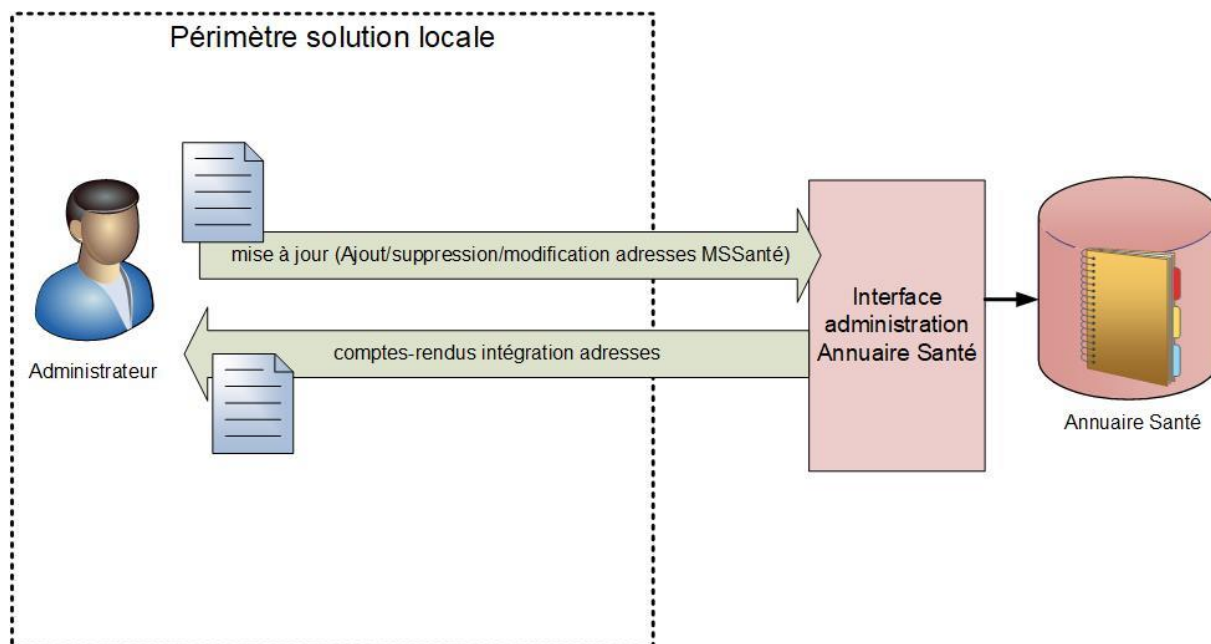 Périmètre solution locale
mise à jour (Ajout/suppression/modification adresses MSSanté)
Interface
administration
Annuaire Santé
comptes-rendus intégration adresses
Administrateur
Annuaire Santé